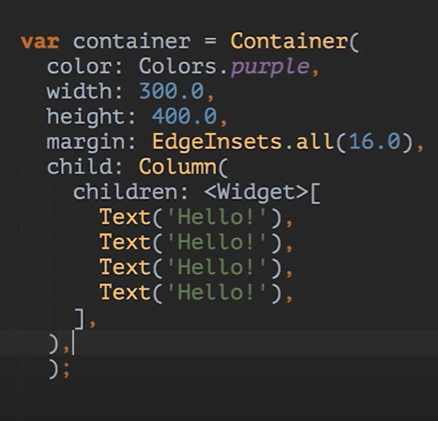 var container = Container(
  color: Colors.purple,
  width: 300.0,
  height: 400.0,
  margin: EdgeInsets.all(16.0),
  child: Column(
    children: <Widget>[
      Text('Hello!'),
      Text('Hello!'),
      Text('Hello!'),
      Text('Hello!'),
    ],
  ),
  );